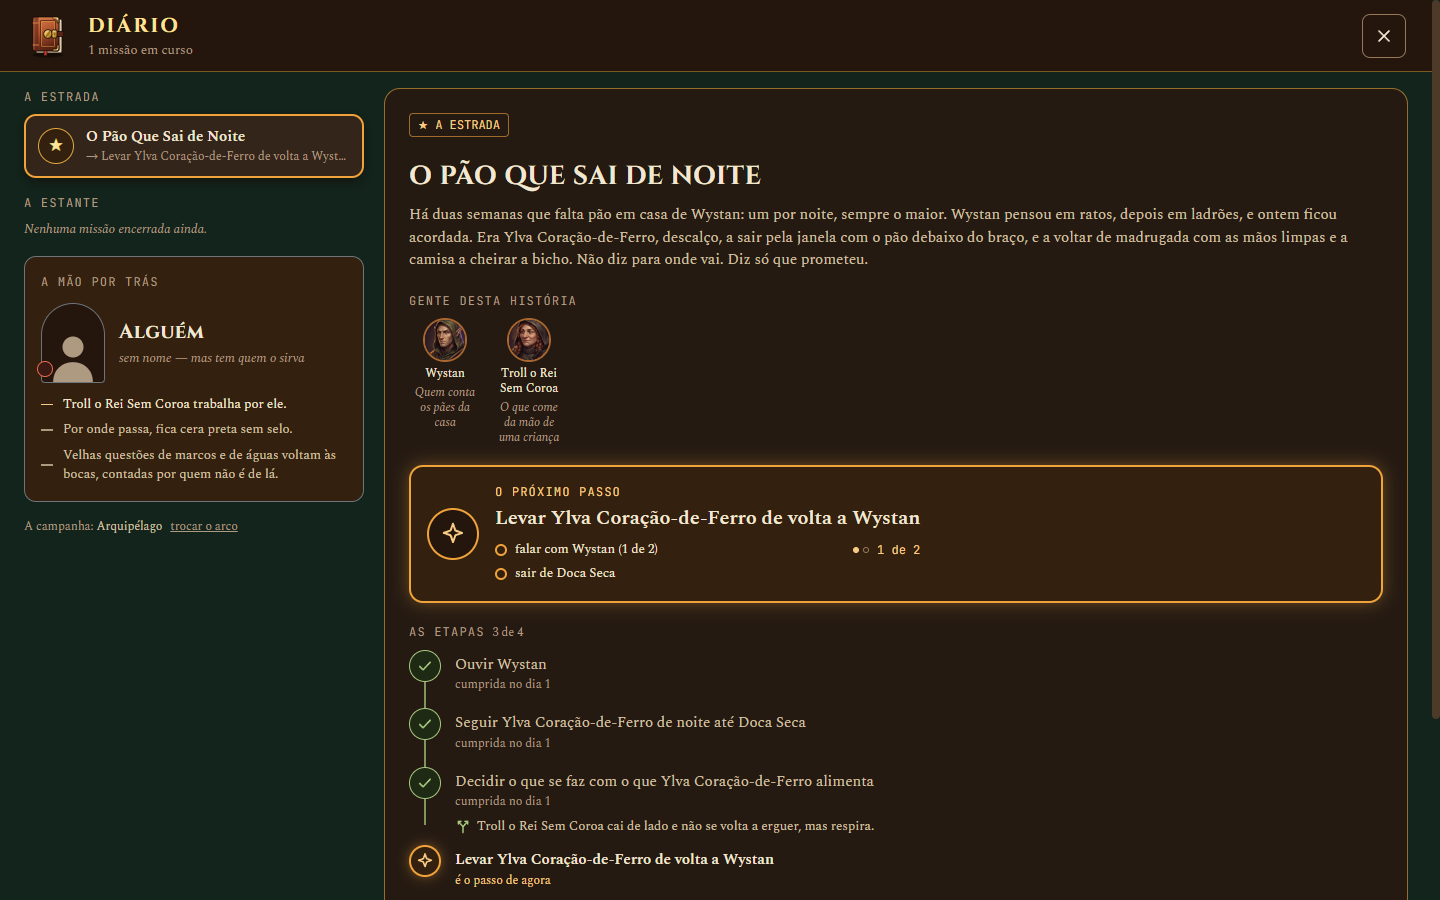 DIÁRIO
1 missão em curso
A ESTRADA
O Pão Que Sai de Noite
→ Levar Ylva Coração-de-Ferro de volta a Wyst...
A ESTANTE
Nenhuma missão encerrada ainda.
A MÃO POR TRÁS
ALGUÉM
sem nome — mas tem quem o sirva
— Troll o Rei Sem Coroa trabalha por ele.
— Por onde passa, fica cera preta sem selo.
— Velhas questões de marcos e de águas voltam às
bocas, contadas por quem não é de lá.
A campanha: Arquipélago trocar o arco
★ A ESTRADA
O PÃO QUE SAI DE NOITE
Há duas semanas que falta pão em casa de Wystan: um por noite, sempre o maior. Wystan pensou em ratos, depois em ladrões, e ontem ficou
acordada. Era Ylva Coração-de-Ferro, descalço, a sair pela janela com o pão debaixo do braço, e a voltar de madrugada com as mãos limpas e a
camisa a cheirar a bicho. Não diz para onde vai. Diz só que prometeu.
GENTE DESTA HISTÓRIA
Wystan
Quem conta
os pães da
casa
Troll o Rei
Sem Coroa
O que come
da mão de
uma criança
O PRÓXIMO PASSO
Levar Ylva Coração-de-Ferro de volta a Wystan
falar com Wystan (1 de 2)
1 de 2
sair de Doca Seca
AS ETAPAS 3 de 4
Ouvir Wystan
cumprida no dia 1
Seguir Ylva Coração-de-Ferro de noite até Doca Seca
cumprida no dia 1
Decidir o que se faz com o que Ylva Coração-de-Ferro alimenta
cumprida no dia 1
Troll o Rei Sem Coroa cai de lado e não se volta a erguer, mas respira.
Levar Ylva Coração-de-Ferro de volta a Wystan
é o passo de agora